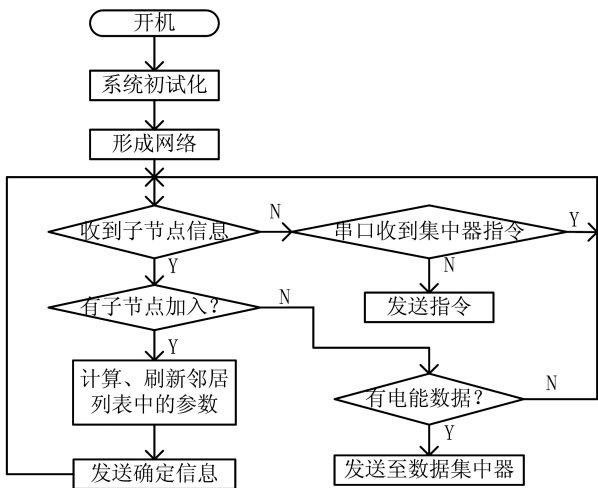 开机
系统初试化
形成网络
收到子节点信息
N
串口收到集中器指令
Y
Y
N
发送指令
有子节点加入？
N
Y
计算、刷新邻居
列表中的参数
有电能数据？
N
Y
发送确定信息
发送至数据集中器